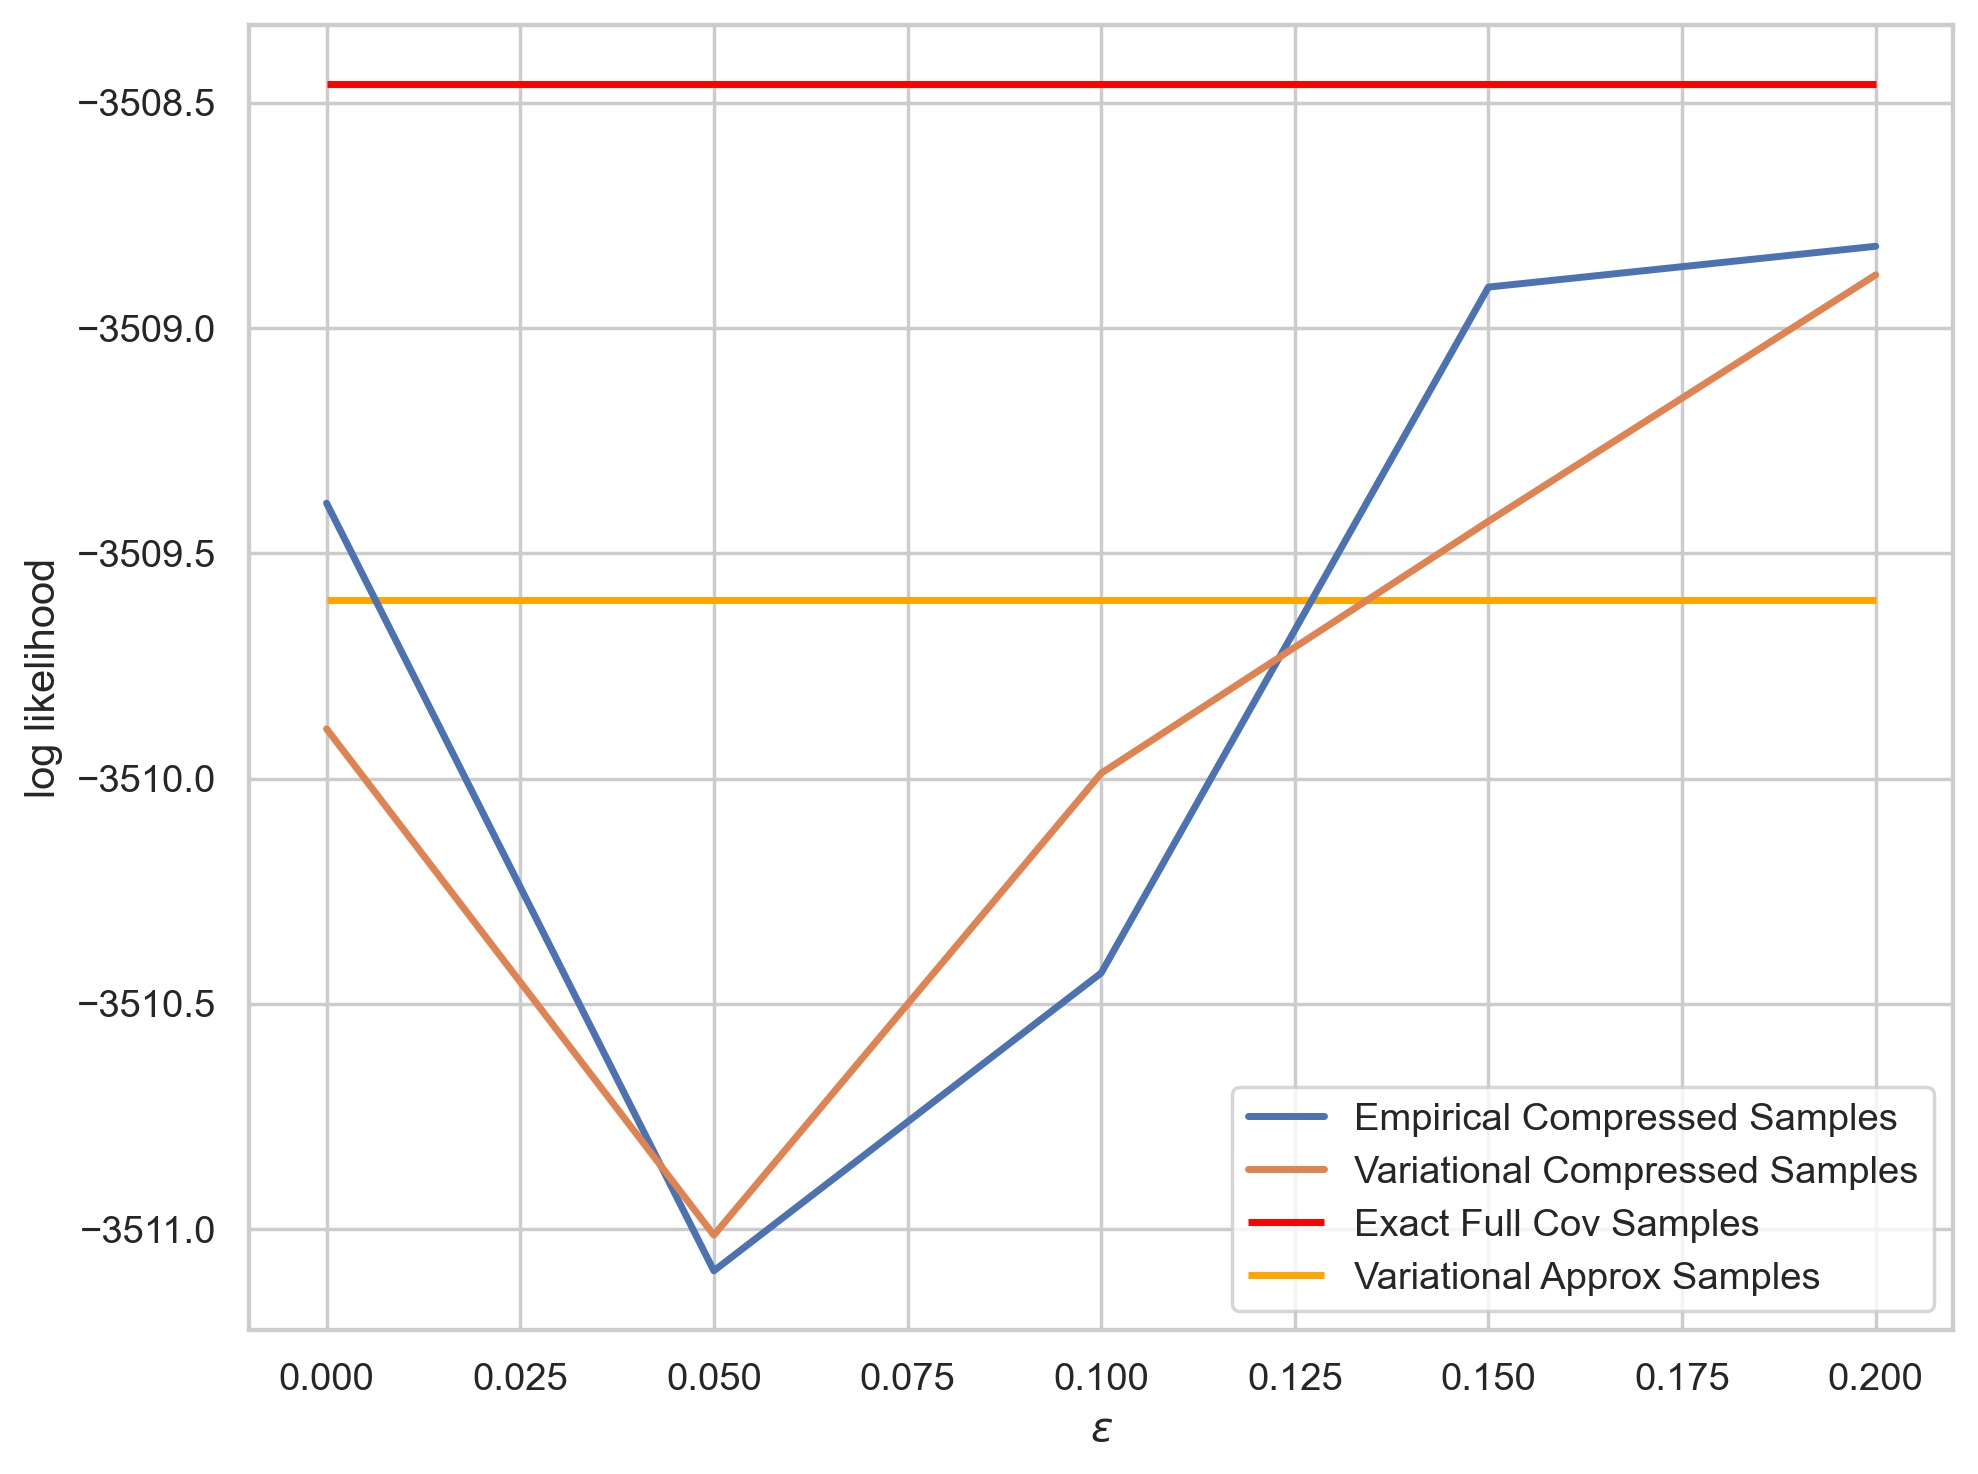 −3508.5
−3509.0
−3509.5
−3510.0
−3510.5
−3511.0
log likelihood
Empirical Compressed Samples
Variational Compressed Samples
Exact Full Cov Samples
Variational Approx Samples
0.000 0.025 0.050 0.075 0.100 0.125 0.150 0.175 0.200
ε